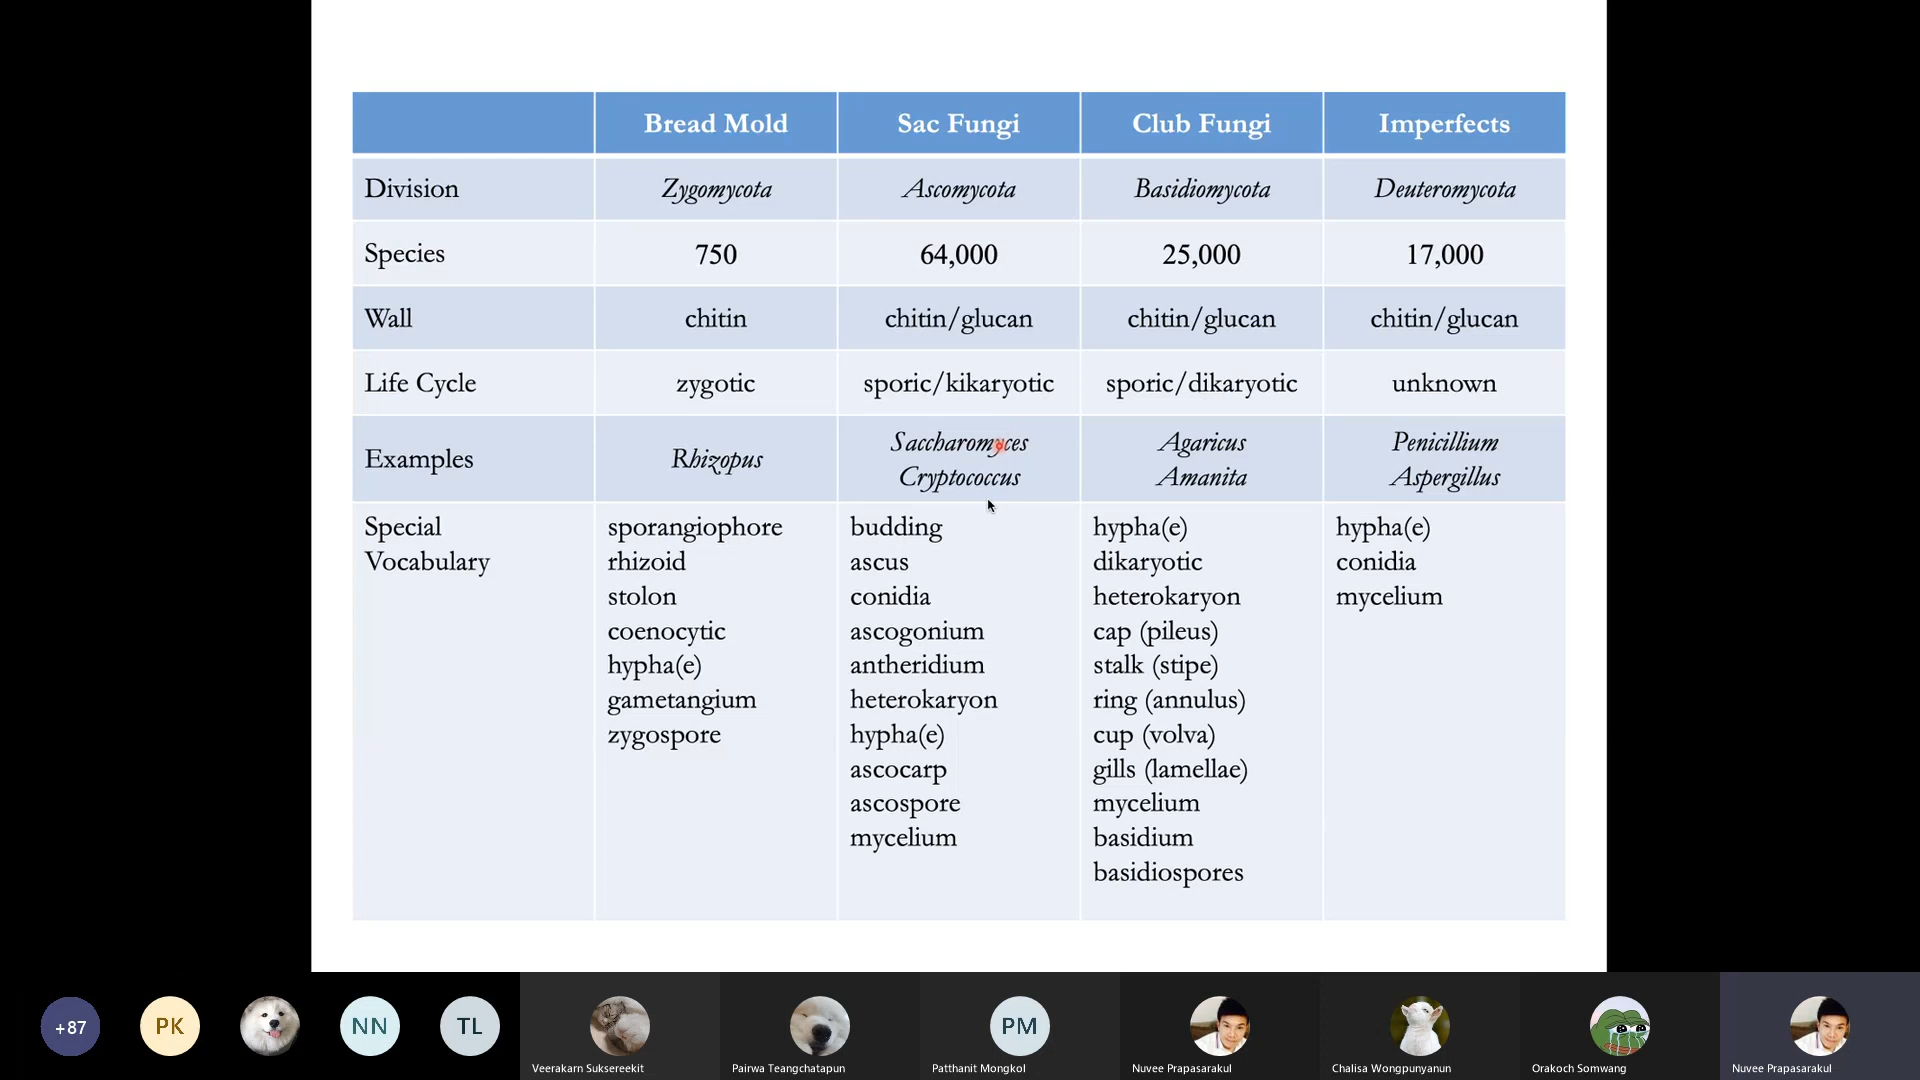 Bread Mold Sac Fungi Club Fungi Imperfects
Division Zygomycota Ascomycota Basidiomycota Deuteromycota
Species 750 64,000 25,000 17,000
Wall chitin chitin/glucan chitin/glucan chitin/glucan
Life Cycle zygotic sporic/kikaryotic sporic/dikaryotic unknown
Examples Rhizopus
Saccharomyces
Cryptococcus
Agaricus
Amanita
Penicillium
Aspergillus
Special
Vocabulary
sporangiophore
rhizoid
stolon
coenocytic
hypha(e)
gametangium
zygospore
budding
ascus
conidia
ascogonium
antheridium
heterokaryon
hypha(e)
ascocarp
ascospore
mycelium
hypha(e)
dikaryotic
heterokaryon
cap (pileus)
stalk (stipe)
ring (annulus)
cup (volva)
gills (lamellae)
mycelium
basidium
basidiospores
hypha(e)
conidia
mycelium
+87 PK NN TL PM
Veerakarn Suksereekit Pairwa Teangchatapun Patthanit Mongkol Nuvee Prapasarakul Chalisa Wongpunyanun Orakoch Somwang Nuvee Prapasarakul